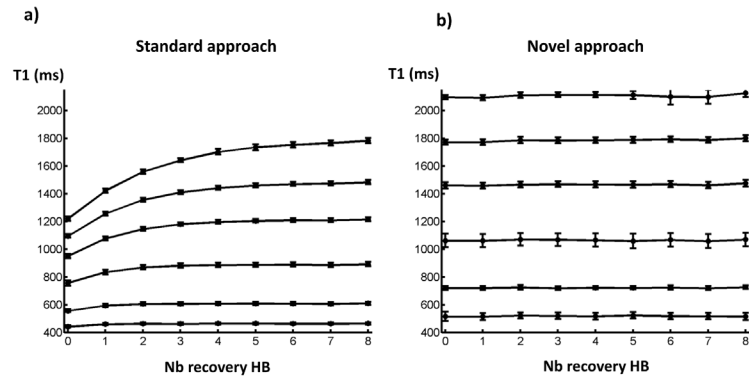 a)
Standard approach
T1 (ms)
2000
1800
1600
1400
1200
1000
800
600
400
0 1 2 3 4 5 6 7 8
Nb recovery HB
b)
Novel approach
T1 (ms)
2000
1800
1600
1400
1200
1000
800
600
400
0 1 2 3 4 5 6 7 8
Nb recovery HB